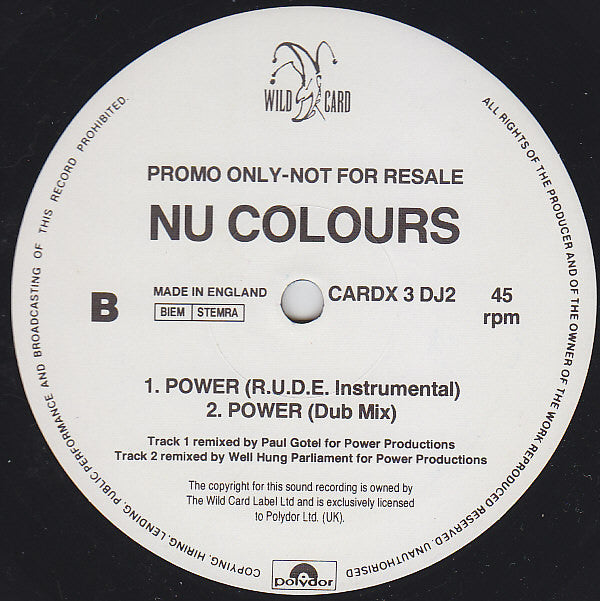 WILD CARD
PROMO ONLY-NOT FOR RESALE
NU COLOURS
B
MADE IN ENGLAND
BIEM STEMRA
CARDX 3 DJ2
45
rpm
1. POWER (R.U.D.E. Instrumental)
2. POWER (Dub Mix)
Track 1 remixed by Paul Gotel for Power Productions
Track 2 remixed by Well Hung Parliament for Power Productions
The copyright for this sound recording is owned by
The Wild Card Label Ltd and is exclusively licensed
to Polydor Ltd. (UK).
ALL RIGHTS OF THE PRODUCER AND OF THE OWNER OF THE WORK REPRODUCED RESERVED. UNAUTHORISED COPYING, HIRING, LENDING, PUBLIC PERFORMANCE AND BROADCASTING OF THIS RECORD PROHIBITED.
polydor